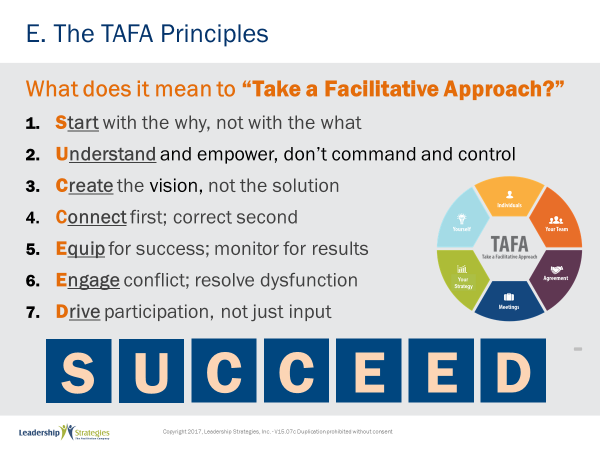 E. The TAFA Principles
What does it mean to “Take a Facilitative Approach?”
1. Start with the why, not with the what
2. Understand and empower, don’t command and control
3. Create the vision, not the solution
4. Connect first; correct second
5. Equip for success; monitor for results
6. Engage conflict; resolve dysfunction
7. Drive participation, not just input
Individuals
Yourself
Your Team
TAFA
Take a Facilitative Approach
Your
Strategy
Agreement
Meetings
S U C C E E D
Leadership Strategies
The Facilitation Company
Copyright 2017, Leadership Strategies, Inc. - v15.07c Duplication prohibited without consent